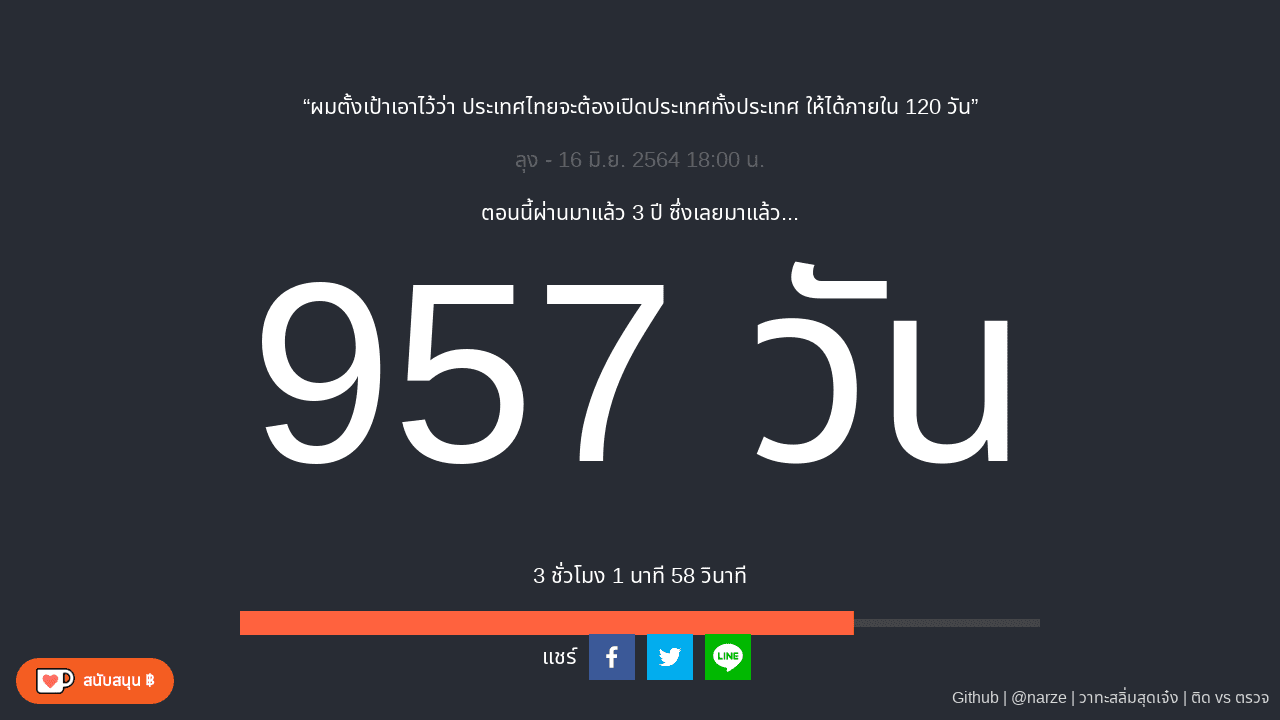 “ผมตั้งเป้าเอาไว้ว่า ประเทศไทยจะต้องเปิดประเทศทั้งประเทศ ให้ได้ภายใน 120 วัน”
ลุง - 16 มิ.ย. 2564 18:00 น.
ตอนนี้ผ่านมาแล้ว 3 ปี ซึ่งเลยมาแล้ว...
957 วัน
3 ชั่วโมง 1 นาที 58 วินาที
แชร์
LINE
สนับสนุน ฿
Github | @narze | วาทะสลิ่มสุดเจ๋ง | ติด vs ตรวจ